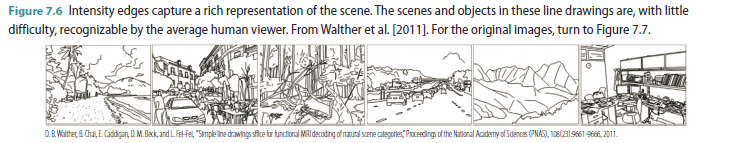 Figure 7.6 Intensity edges capture a rich representation of the scene. The scenes and objects in these line drawings are, with little
difficulty, recognizable by the average human viewer. From Walther et al. [2011]. For the original images, turn to Figure 7.7.
D. B. Walther, B. Chai, E. Caddigan, D. M. Beck, and L. Fei-Fei, "Simple line drawings sffice for functional MRI decoding of natural scene categories," Proceedings of the National Academy of Sciences (PNAS), 108(23):9661-9666, 2011.